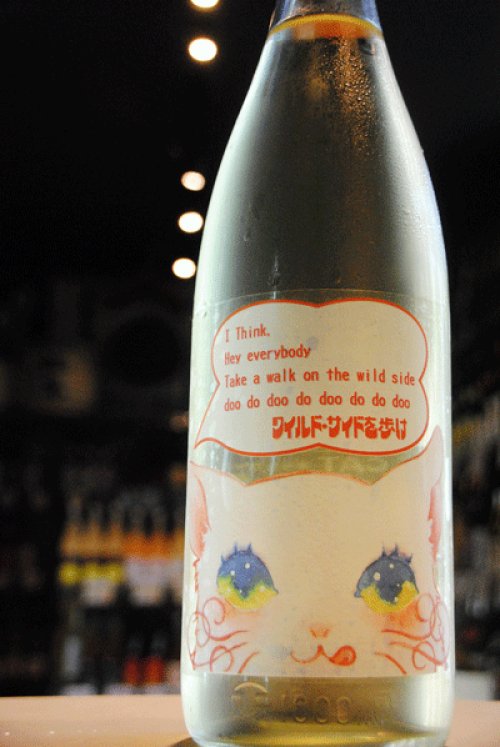 I Think,
Hey everybody
Take a walk on the wild side
doo do doo do doo do do doo
ワイルド・サイドを歩け